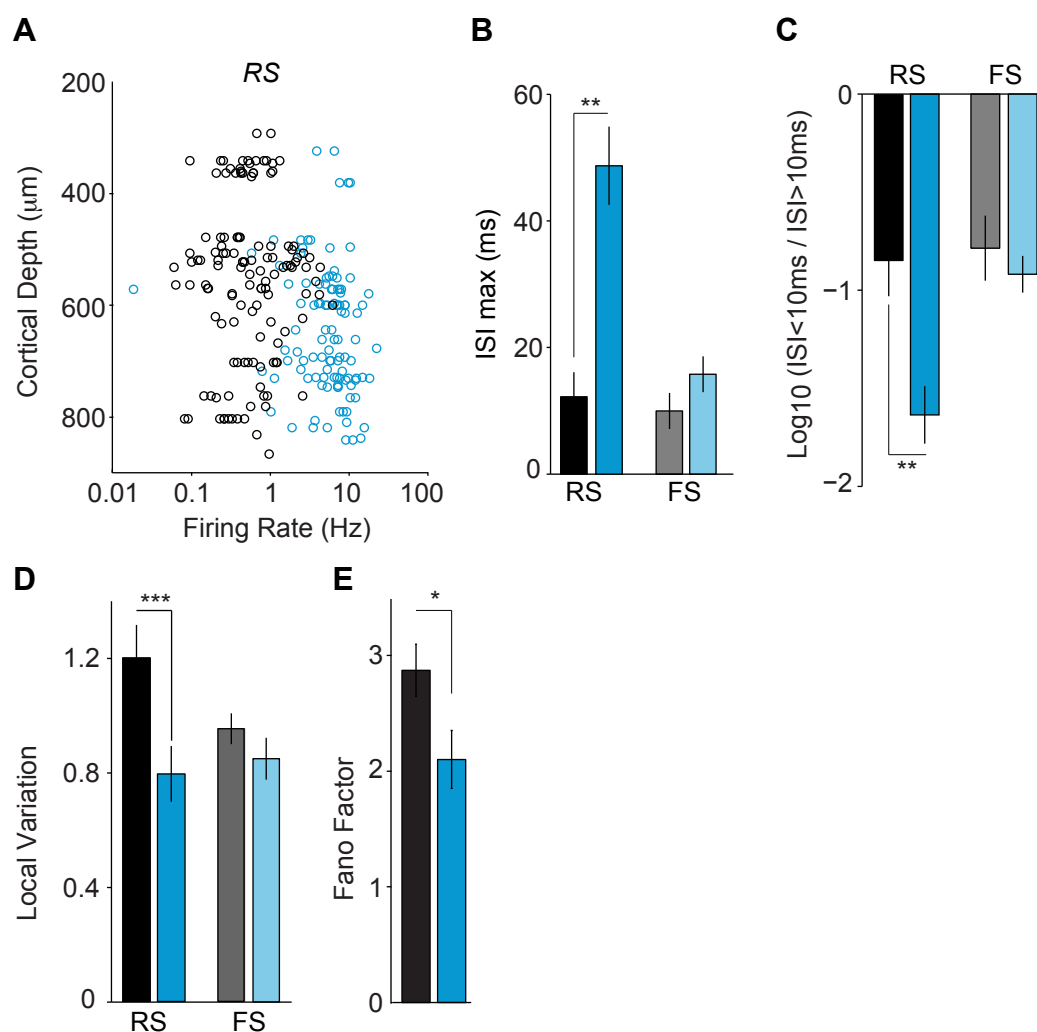 A
RS
200
400
600
800
Cortical Depth (μm)
0.01
0.1
1
10
100
Firing Rate (Hz)
B
60
40
20
0
ISI max (ms)
**
RS
FS
C
RS
FS
0
−1
−2
Log10 (ISI<10ms / ISI>10ms)
**
D
***
1.2
0.8
0.4
0
Local Variation
RS
FS
E
*
3
2
1
0
Fano Factor